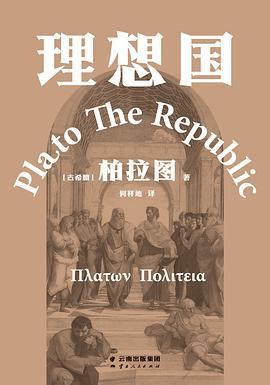 理想国
Plato The Republic
[古希腊] 柏拉图 著
何祥迪 译
Πλατων Πολιτεια
云南出版集团
云南人民出版社